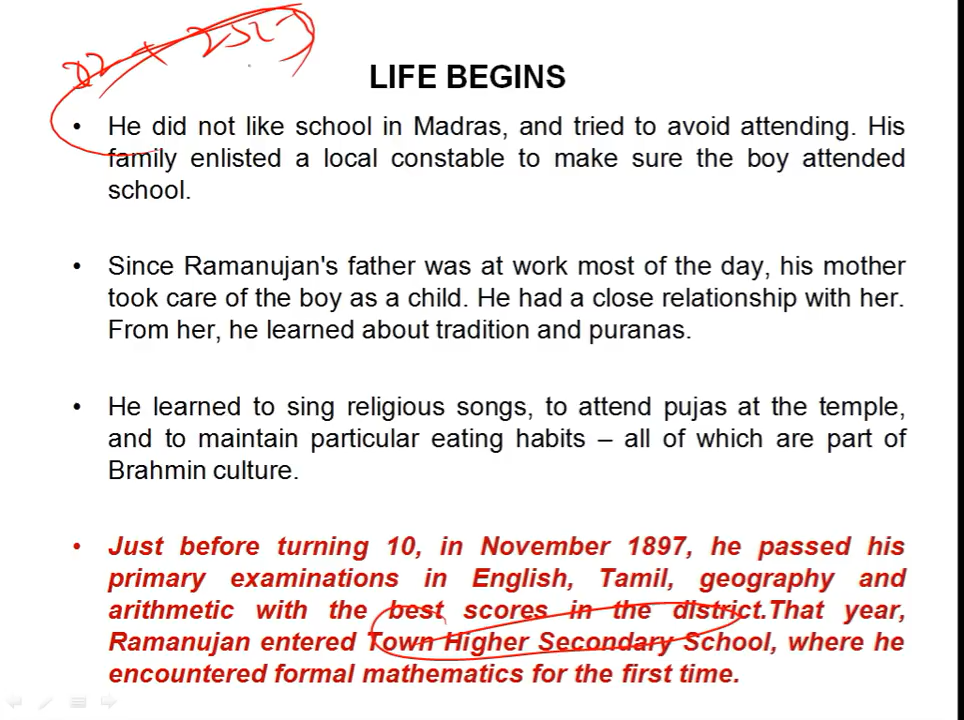 LIFE BEGINS
• He did not like school in Madras, and tried to avoid attending. His
family enlisted a local constable to make sure the boy attended
school.
• Since Ramanujan's father was at work most of the day, his mother
took care of the boy as a child. He had a close relationship with her.
From her, he learned about tradition and puranas.
• He learned to sing religious songs, to attend pujas at the temple,
and to maintain particular eating habits – all of which are part of
Brahmin culture.
• Just before turning 10, in November 1897, he passed his
primary examinations in English, Tamil, geography and
arithmetic with the best scores in the district.That year,
Ramanujan entered Town Higher Secondary School, where he
encountered formal mathematics for the first time.